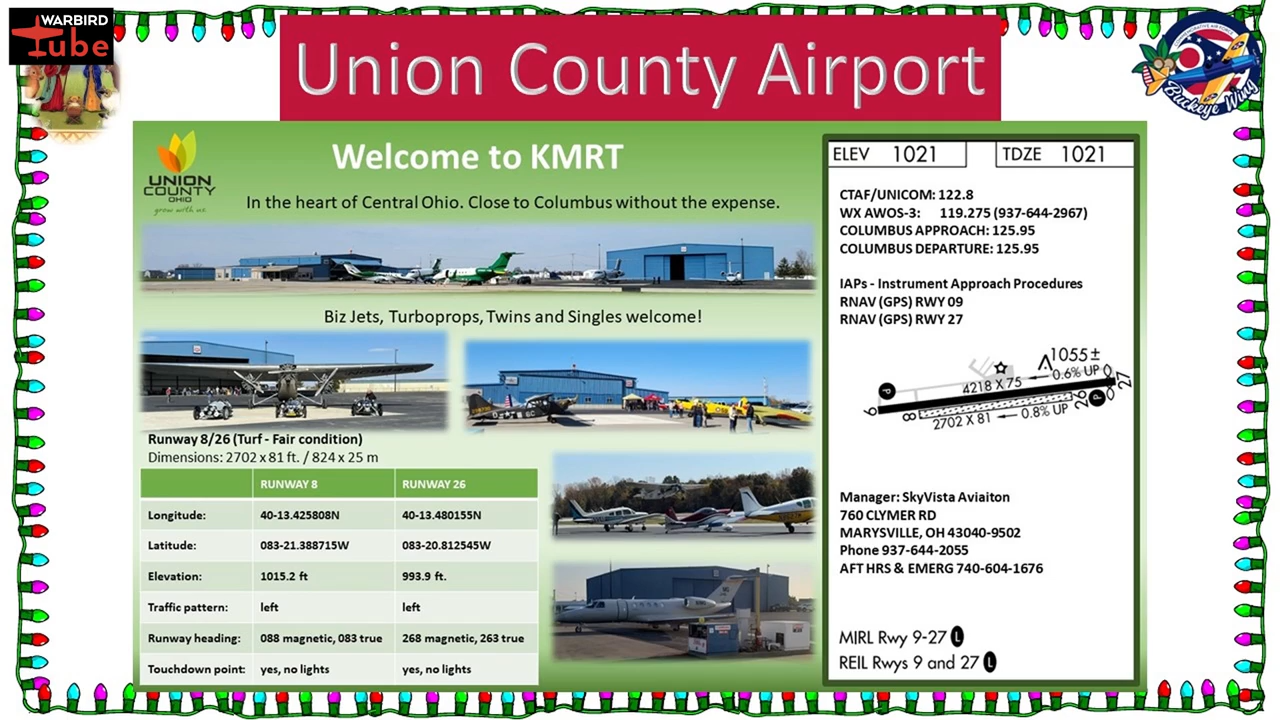 WARBIRD
Tube
Union County Airport
Buckeye Wing
UNION
COUNTY
OHIO
grow with us
Welcome to KMRT
In the heart of Central Ohio. Close to Columbus without the expense.
Biz Jets, Turboprops, Twins and Singles welcome!
Runway 8/26 (Turf - Fair condition)
Dimensions: 2702 x 81 ft. / 824 x 25 m
RUNWAY 8 RUNWAY 26
Longitude: 40-13.425808N 40-13.480155N
Latitude: 083-21.388715W 083-20.812545W
Elevation: 1015.2 ft 993.9 ft.
Traffic pattern: left left
Runway heading: 088 magnetic, 083 true 268 magnetic, 263 true
Touchdown point: yes, no lights yes, no lights
ELEV 1021 TDZE 1021
CTAF/UNICOM: 122.8
WX AWOS-3: 119.275 (937-644-2967)
COLUMBUS APPROACH: 125.95
COLUMBUS DEPARTURE: 125.95
IAPs - Instrument Approach Procedures
RNAV (GPS) RWY 09
RNAV (GPS) RWY 27
1055 ±
4218 X 75 0.6% UP
P
9
27
8
26
P
2702 X 81 0.8% UP
Manager: SkyVista Aviaiton
760 CLYMER RD
MARYSVILLE, OH 43040-9502
Phone 937-644-2055
AFT HRS & EMERG 740-604-1676
MIRL Rwy 9-27 L
REIL Rwys 9 and 27 L